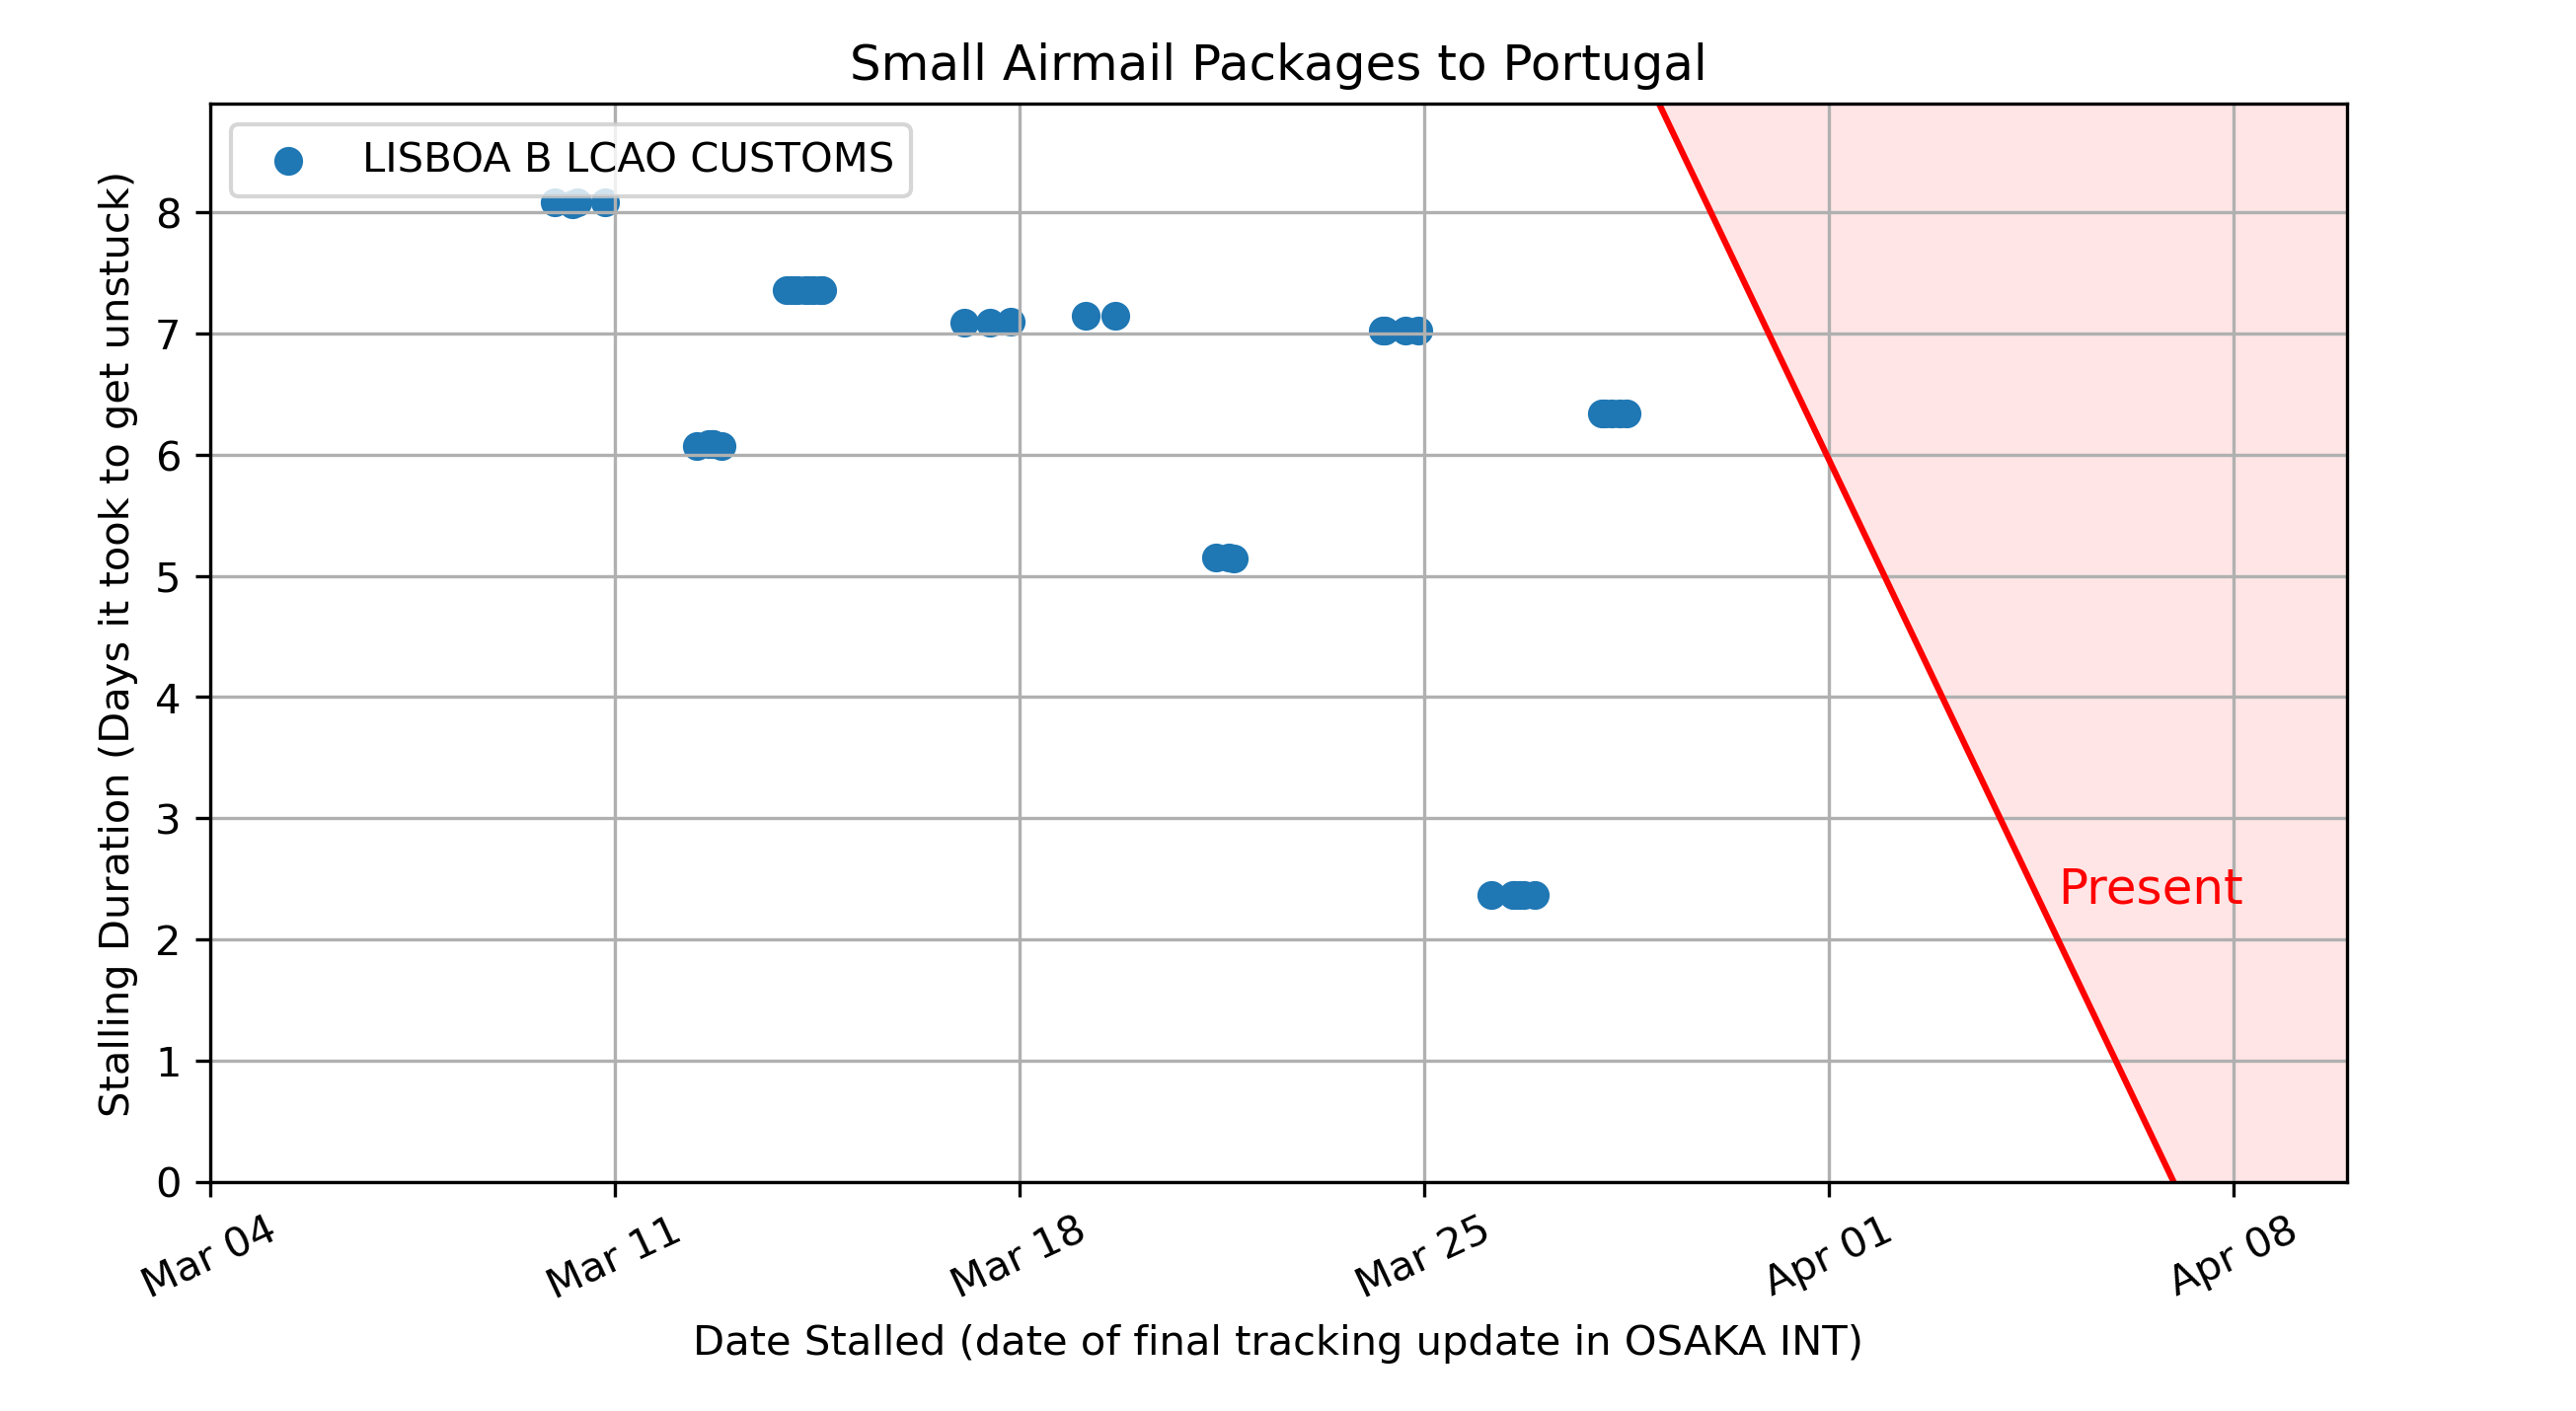 Small Airmail Packages to Portugal
LISBOA B LCAO CUSTOMS
Stalling Duration (Days it took to get unstuck)
8
7
6
5
4
3
2
1
0
Present
Mar 04
Mar 11
Mar 18
Mar 25
Apr 01
Apr 08
Date Stalled (date of final tracking update in OSAKA INT)